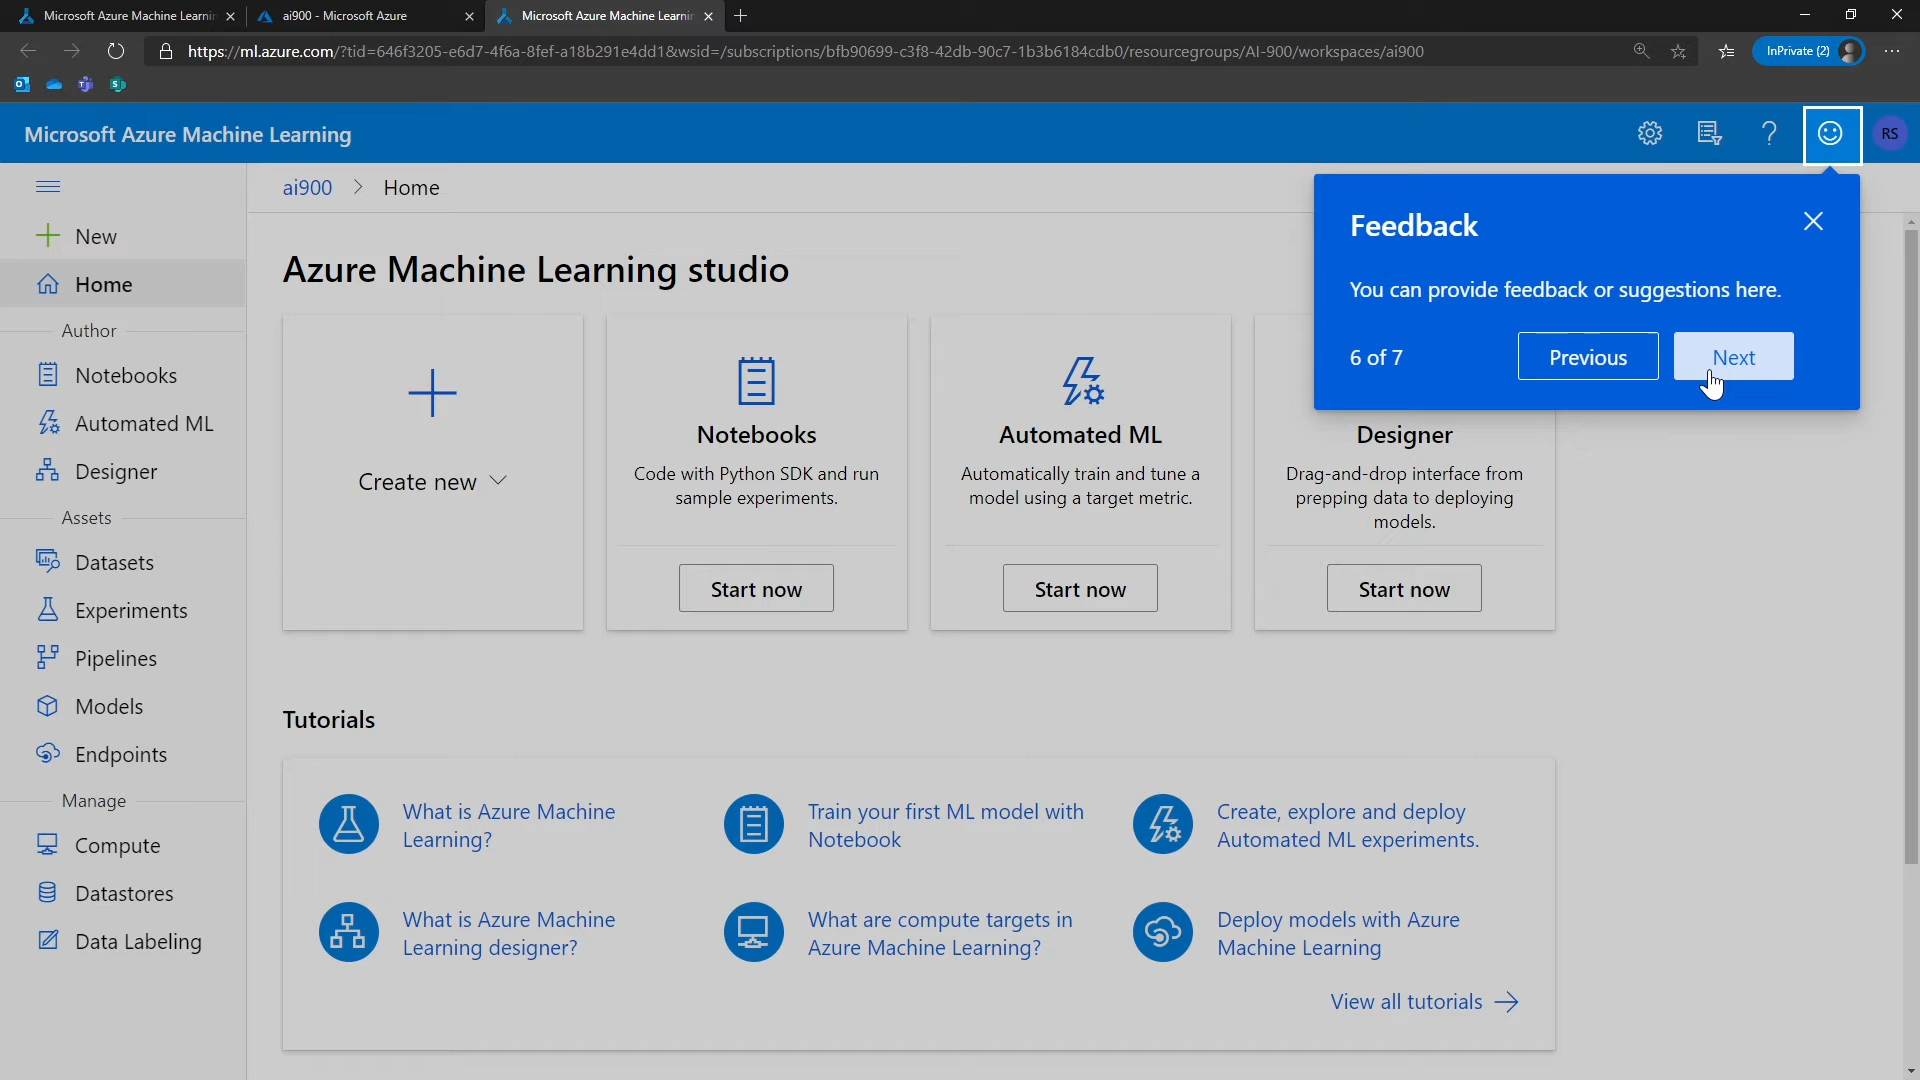 Microsoft Azure Machine Learnin
ai900 - Microsoft Azure
Microsoft Azure Machine Learnin
https://ml.azure.com/?tid=646f3205-e6d7-4f6a-8fef-a18b291e4dd1&wsid=/subscriptions/bfb90699-c3f8-42db-90c7-1b3b6184cdb0/resourcegroups/AI-900/workspaces/ai900
InPrivate (2)
Microsoft Azure Machine Learning
RS
New
Home
Author
Notebooks
Automated ML
Designer
Assets
Datasets
Experiments
Pipelines
Models
Endpoints
Manage
Compute
Datastores
Data Labeling
ai900 > Home
Azure Machine Learning studio
Create new
Notebooks
Code with Python SDK and run
sample experiments.
Start now
Automated ML
Automatically train and tune a
model using a target metric.
Start now
Designer
Drag-and-drop interface from
prepping data to deploying
models.
Start now
Feedback
You can provide feedback or suggestions here.
6 of 7
Previous
Next
Tutorials
What is Azure Machine
Learning?
Train your first ML model with
Notebook
Create, explore and deploy
Automated ML experiments.
What is Azure Machine
Learning designer?
What are compute targets in
Azure Machine Learning?
Deploy models with Azure
Machine Learning
View all tutorials